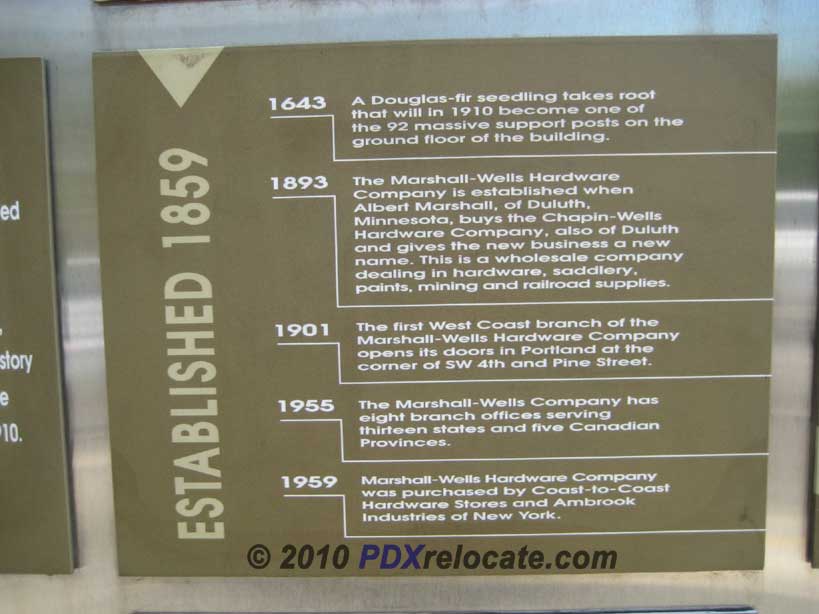 ed
,
story
e
10.
ESTABLISHED 1859
1643
A Douglas-fir seedling takes root
that will in 1910 become one of
the 92 massive support posts on the
ground floor of the building.
1893
The Marshall-Wells Hardware
Company is established when
Albert Marshall, of Duluth,
Minnesota, buys the Chapin-Wells
Hardware Company, also of Duluth
and gives the new business a new
name. This is a wholesale company
dealing in hardware, saddlery,
paints, mining and railroad supplies.
1901
The first West Coast branch of the
Marshall-Wells Hardware Company
opens its doors in Portland at the
corner of SW 4th and Pine Street.
1955
The Marshall-Wells Company has
eight branch offices serving
thirteen states and five Canadian
Provinces.
1959
Marshall-Wells Hardware Company
was purchased by Coast-to-Coast
Hardware Stores and Ambrook
Industries of New York.
© 2010 PDXrelocate.com